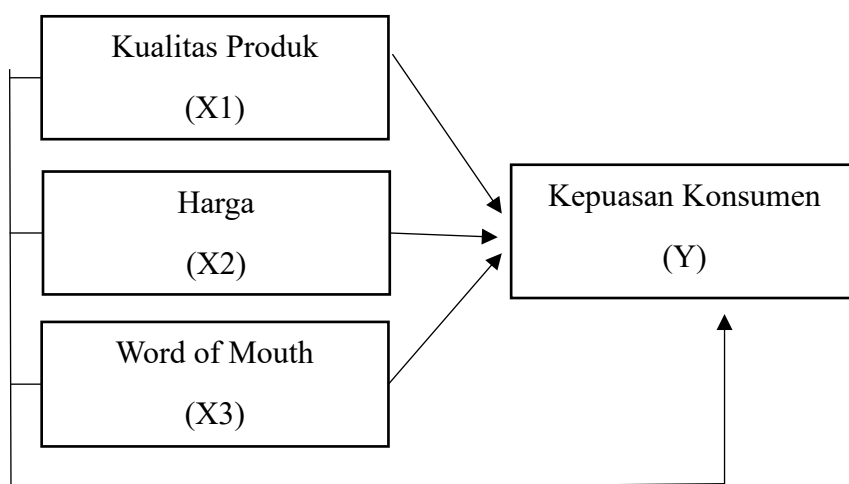 Kualitas Produk
(X1)
Harga
(X2)
Word of Mouth
(X3)
Kepuasan Konsumen
(Y)